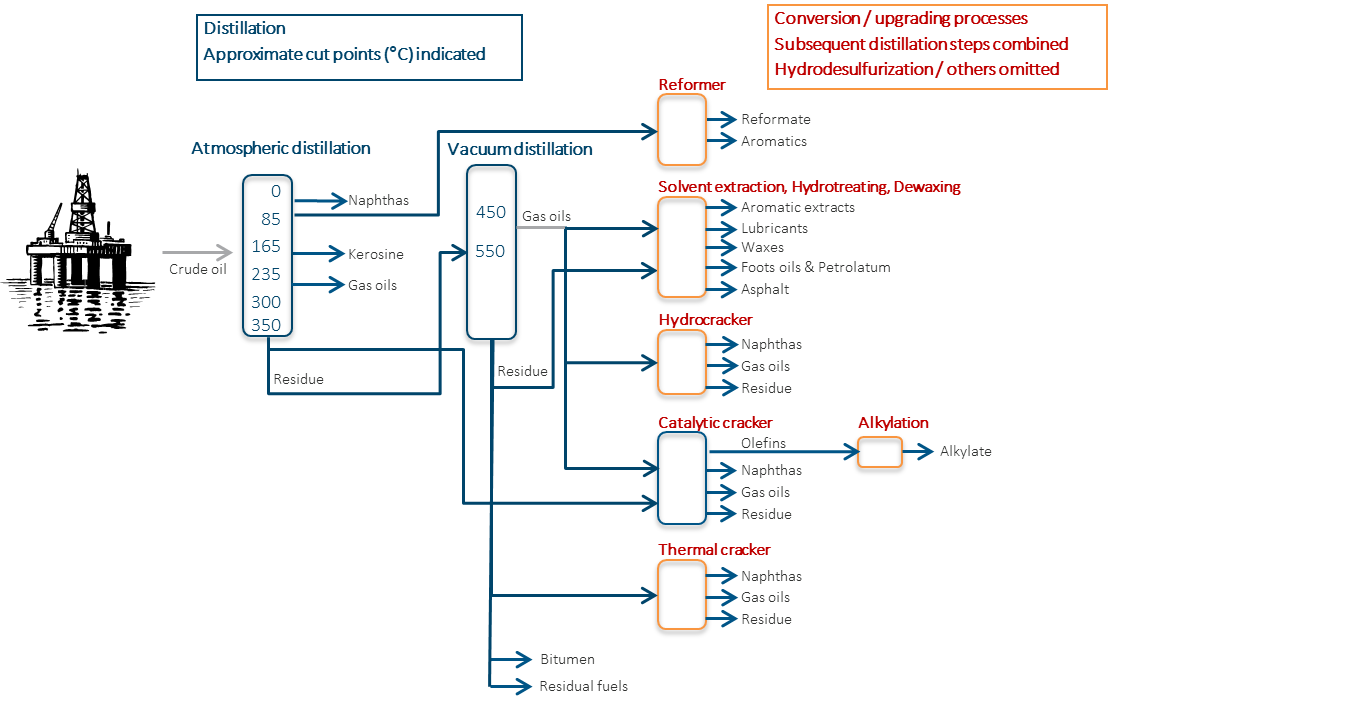 Distillation
Approximate cut points (°C) indicated
Conversion / upgrading processes
Subsequent distillation steps combined
Hydrodesulfurization / others omitted
Reformer
Reformate
Aromatics
Atmospheric distillation
Vacuum distillation
0
85
165
235
300
350
Naphthas
Kerosine
Gas oils
Crude oil
Residue
450
550
Gas oils
Residue
Solvent extraction, Hydrotreating, Dewaxing
Aromatic extracts
Lubricants
Waxes
Foots oils & Petrolatum
Asphalt
Hydrocracker
Naphthas
Gas oils
Residue
Catalytic cracker
Olefins
Naphthas
Gas oils
Residue
Alkylation
Alkylate
Thermal cracker
Naphthas
Gas oils
Residue
Bitumen
Residual fuels